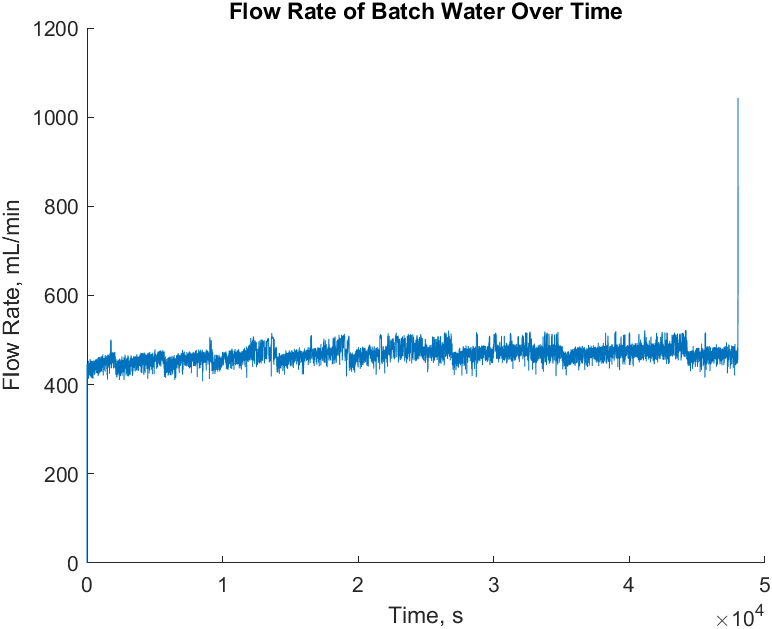 Flow Rate of Batch Water Over Time
1200
1000
800
600
400
200
0
Flow Rate, mL/min
0 1 2 3 4 5
Time, s
×10⁴